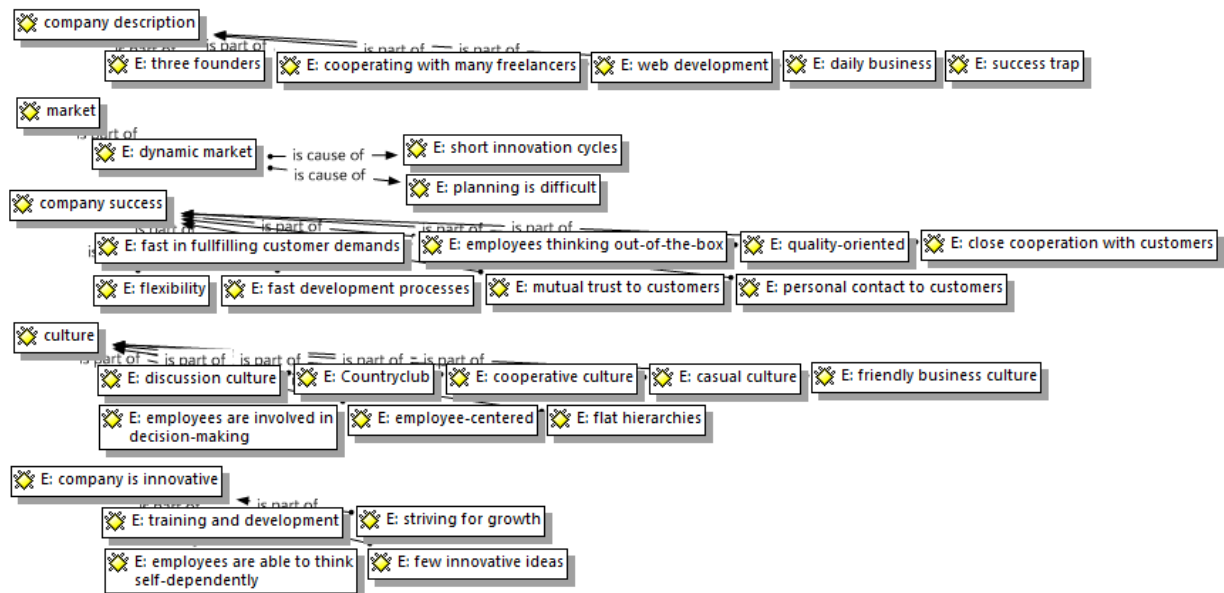 company description
is part of is part of is part of is part of
E: three founders E: cooperating with many freelancers E: web development E: daily business E: success trap
market
is part of
E: dynamic market is cause of E: short innovation cycles
is cause of E: planning is difficult
company success
is part of is part of is part of is part of
E: fast in fullfilling customer demands E: employees thinking out-of-the-box E: quality-oriented E: close cooperation with customers
is
E: flexibility E: fast development processes E: mutual trust to customers E: personal contact to customers
culture
is part of is part of is part of is part of is part of
E: discussion culture E: Countryclub E: cooperative culture E: casual culture E: friendly business culture
E: employees are involved in
decision-making
E: employee-centered E: flat hierarchies
E: company is innovative
is part of is part of
E: training and development E: striving for growth
E: employees are able to think
self-dependently
E: few innovative ideas